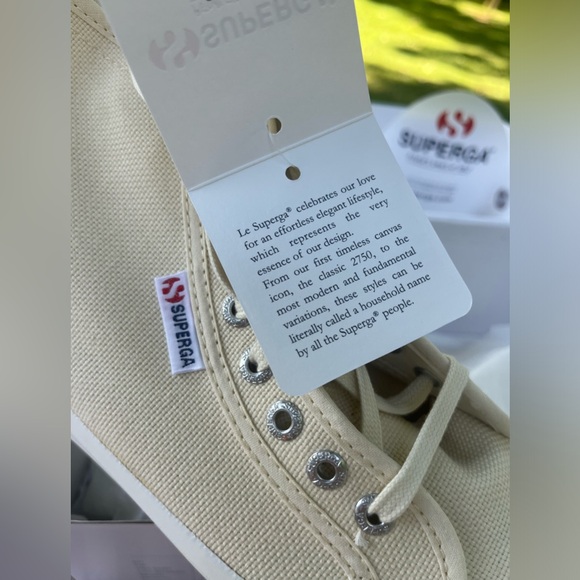 SUPERGA
SUPERGA
Le Superga® celebrates our love
for an effortless elegant lifestyle,
which represents the very
essence of our design.
From our first timeless canvas
icon, the classic 2750, to the
most modern and fundamental
variations, these styles can be
literally called a household name
by all the Superga® people.
SUPERGA